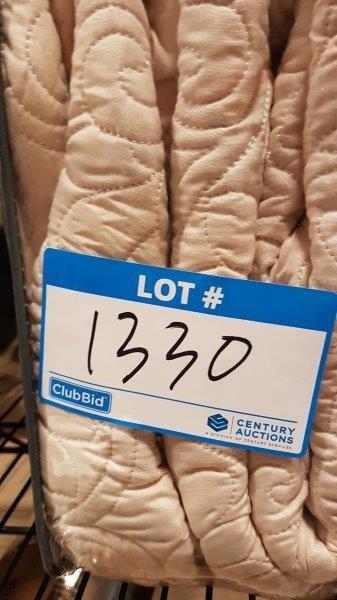 LOT #
1330
ClubBid
CENTURY
AUCTIONS
A DIVISION OF CENTURY SERVICES